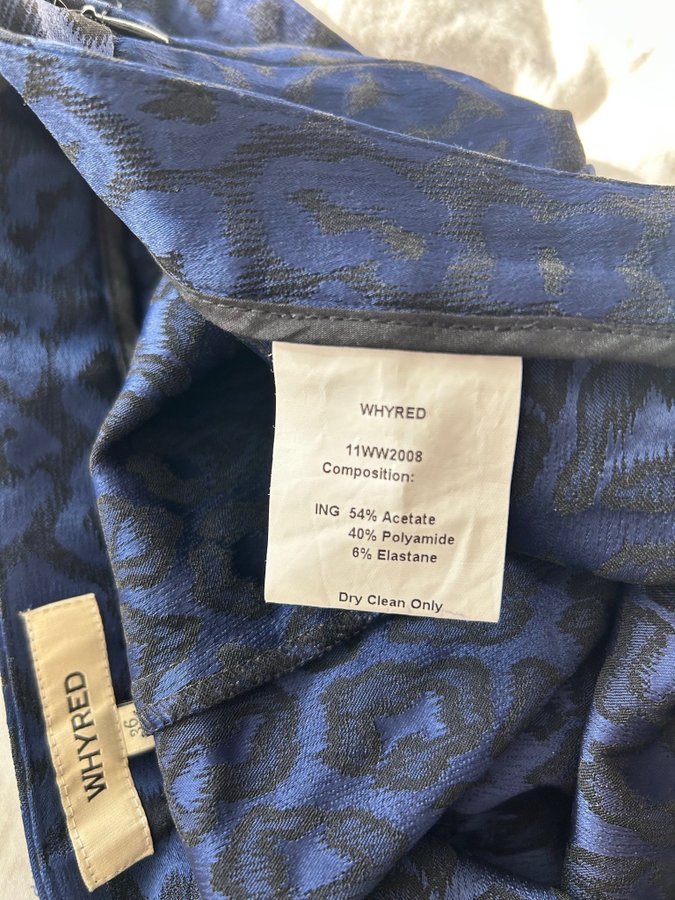 WHYRED
11WW2008
Composition:
ING 54% Acetate
40% Polyamide
6% Elastane
Dry Clean Only
WHYRED
36